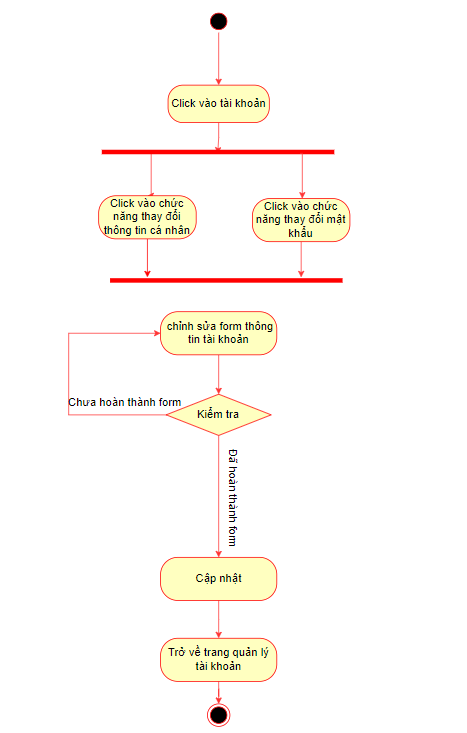 Click vào tài khoản
Click vào chức
năng thay đổi
thông tin cá nhân
Click vào chức
năng thay đổi mật
khẩu
chỉnh sửa form thông
tin tài khoản
Chưa hoàn thành form
Kiểm tra
Đã hoàn thành form
Cập nhật
Trở về trang quản lý
tài khoản